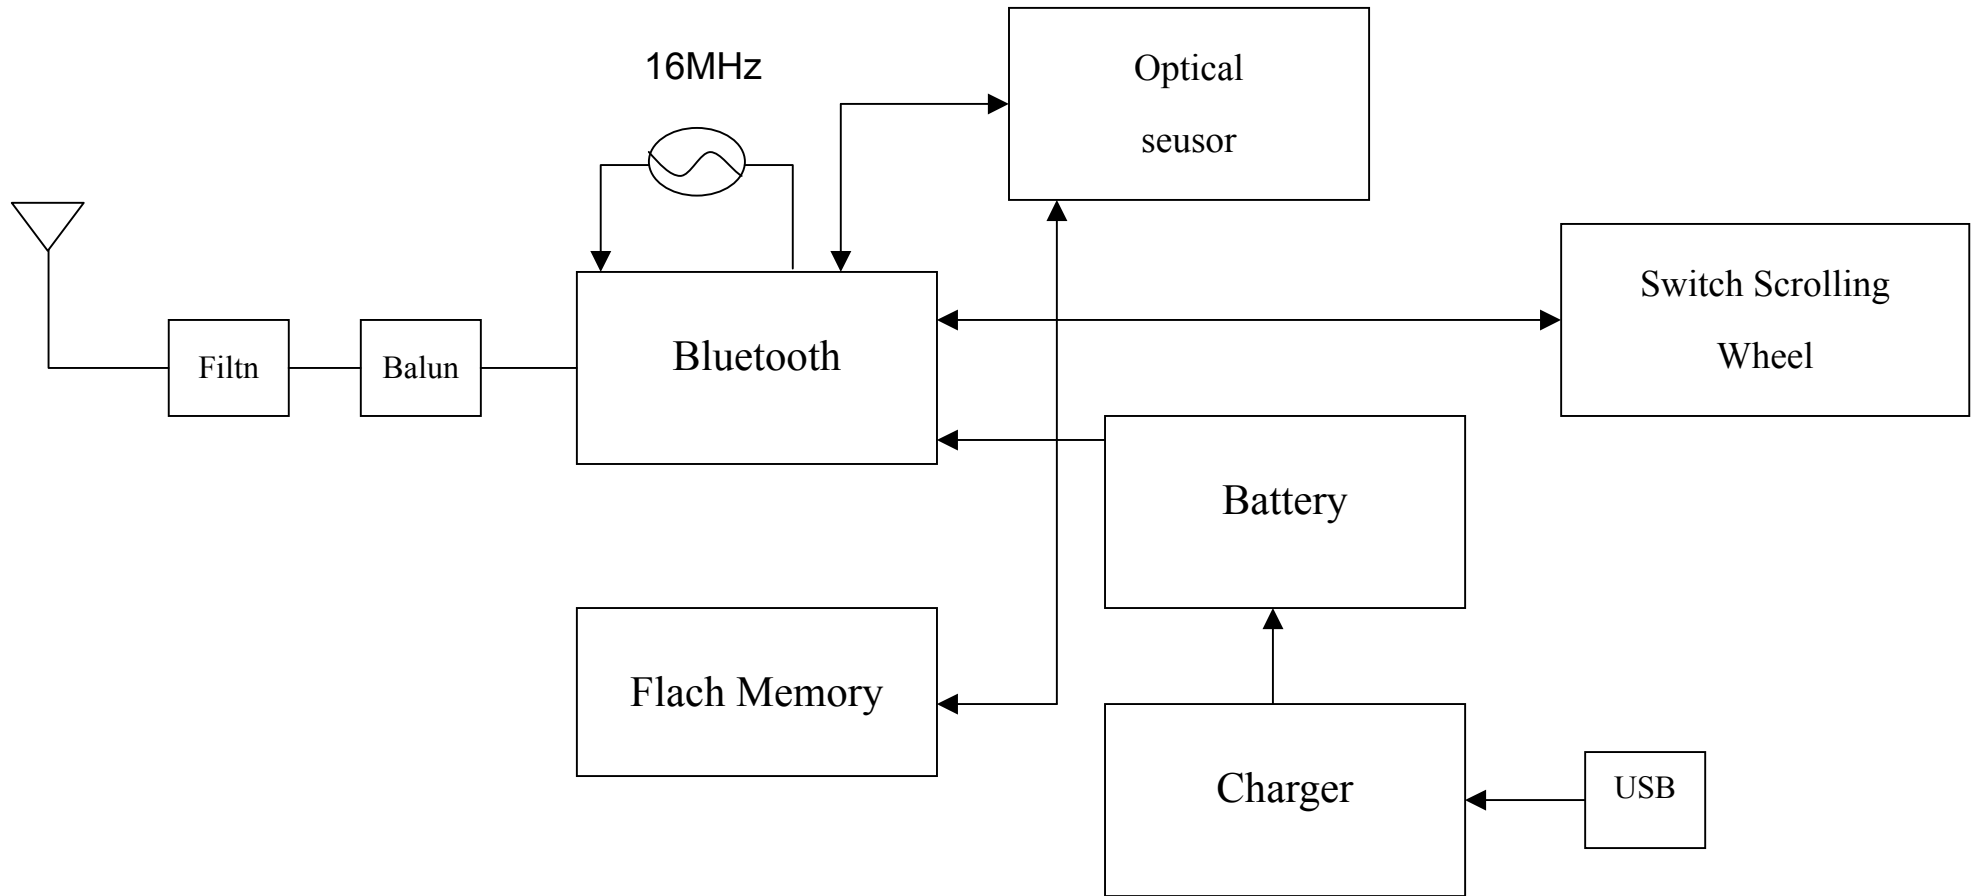 16MHz
Optical
seusor
Switch Scrolling
Wheel
Filtn
Balun
Bluetooth
Battery
Flach Memory
Charger
USB